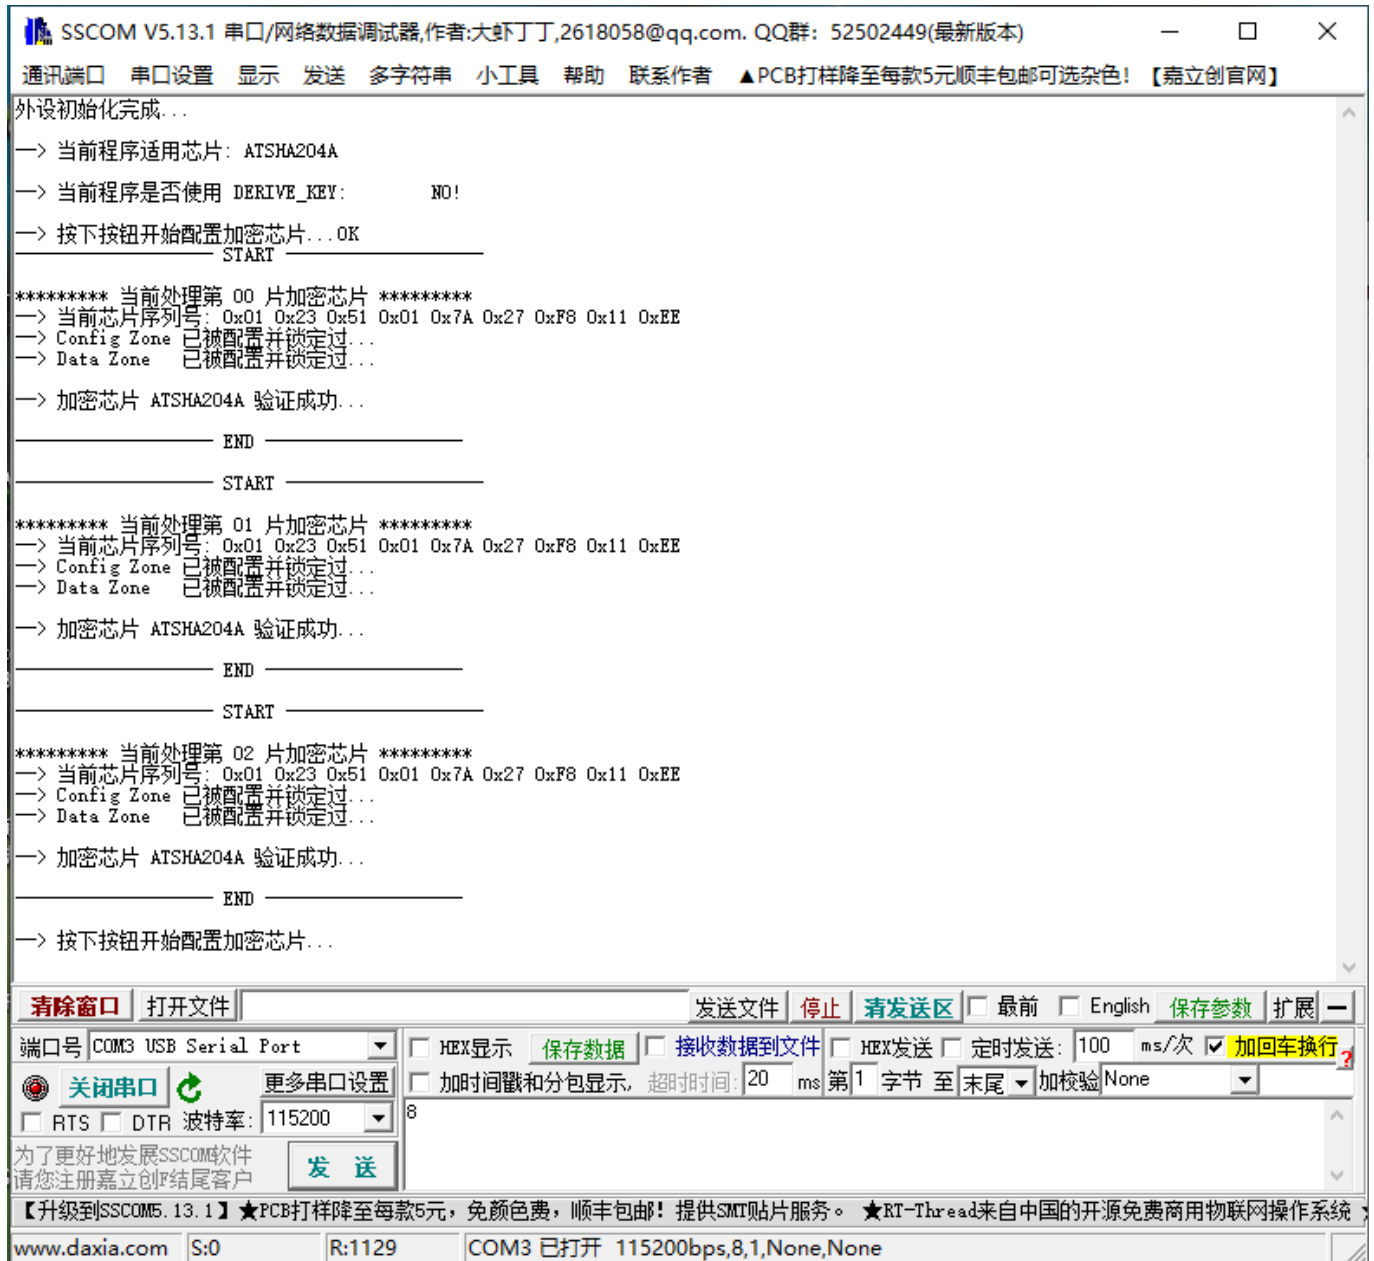 SSCOM V5.13.1 串口/网络数据调试器,作者:大虾丁丁,2618058@qq.com. QQ群：52502449(最新版本)
通讯端口 串口设置 显示 发送 多字符串 小工具 帮助 联系作者 ▲PCB打样降至每款5元顺丰包邮可选杂色！【嘉立创官网】
外设初始化完成...
—> 当前程序适用芯片: ATSHA204A
—> 当前程序是否使用 DERIVE_KEY: NO!
—> 按下按钮开始配置加密芯片...OK
———— START ————
********* 当前处理第 00 片加密芯片 *********
—> 当前芯片序列号: 0x01 0x23 0x51 0x01 0x7A 0x27 0xF8 0x11 0xEE
—> Config Zone 已被配置并锁定过...
—> Data Zone 已被配置并锁定过...
—> 加密芯片 ATSHA204A 验证成功...
———— END ————
———— START ————
********* 当前处理第 01 片加密芯片 *********
—> 当前芯片序列号: 0x01 0x23 0x51 0x01 0x7A 0x27 0xF8 0x11 0xEE
—> Config Zone 已被配置并锁定过...
—> Data Zone 已被配置并锁定过...
—> 加密芯片 ATSHA204A 验证成功...
———— END ————
———— START ————
********* 当前处理第 02 片加密芯片 *********
—> 当前芯片序列号: 0x01 0x23 0x51 0x01 0x7A 0x27 0xF8 0x11 0xEE
—> Config Zone 已被配置并锁定过...
—> Data Zone 已被配置并锁定过...
—> 加密芯片 ATSHA204A 验证成功...
———— END ————
—> 按下按钮开始配置加密芯片...
清除窗口 打开文件 发送文件 停止 清发送区 最前 English 保存参数 扩展 —
端口号 COM3 USB Serial Port HEX显示 保存数据 接收数据到文件 HEX发送 定时发送: 100 ms/次 加回车换行 ?
关闭串口 更多串口设置 加时间戳和分包显示, 超时时间: 20 ms 第1 字节 至 末尾 加校验 None
RTS DTR 波特率: 115200 8
为了更好地发展SSCOM软件
请您注册嘉立创F结尾客户 发 送
【升级到SSCOM5.13.1】★PCB打样降至每款5元，免颜色费，顺丰包邮！提供SMT贴片服务。 ★RT-Thread来自中国的开源免费商用物联网操作系统
www.daxia.com S:0 R:1129 COM3 已打开 115200bps,8,1,None,None